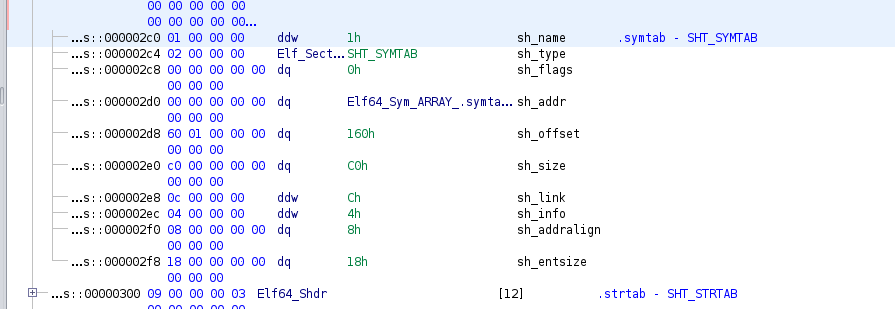 00 00 00 00 00
00 00 00 00 00...
...s::000002c0 01 00 00 00 ddw 1h sh_name .symtab - SHT_SYMTAB
...s::000002c4 02 00 00 00 Elf_Sect... SHT_SYMTAB sh_type
...s::000002c8 00 00 00 00 00 dq 0h sh_flags
00 00 00
...s::000002d0 00 00 00 00 00 dq Elf64_Sym_ARRAY_.symta... sh_addr
00 00 00
...s::000002d8 60 01 00 00 00 dq 160h sh_offset
00 00 00
...s::000002e0 c0 00 00 00 00 dq C0h sh_size
00 00 00
...s::000002e8 0c 00 00 00 ddw Ch sh_link
...s::000002ec 04 00 00 00 ddw 4h sh_info
...s::000002f0 08 00 00 00 00 dq 8h sh_addralign
00 00 00
...s::000002f8 18 00 00 00 00 dq 18h sh_entsize
00 00 00
...s::00000300 09 00 00 00 03 Elf64_Shdr [12] .strtab - SHT_STRTAB